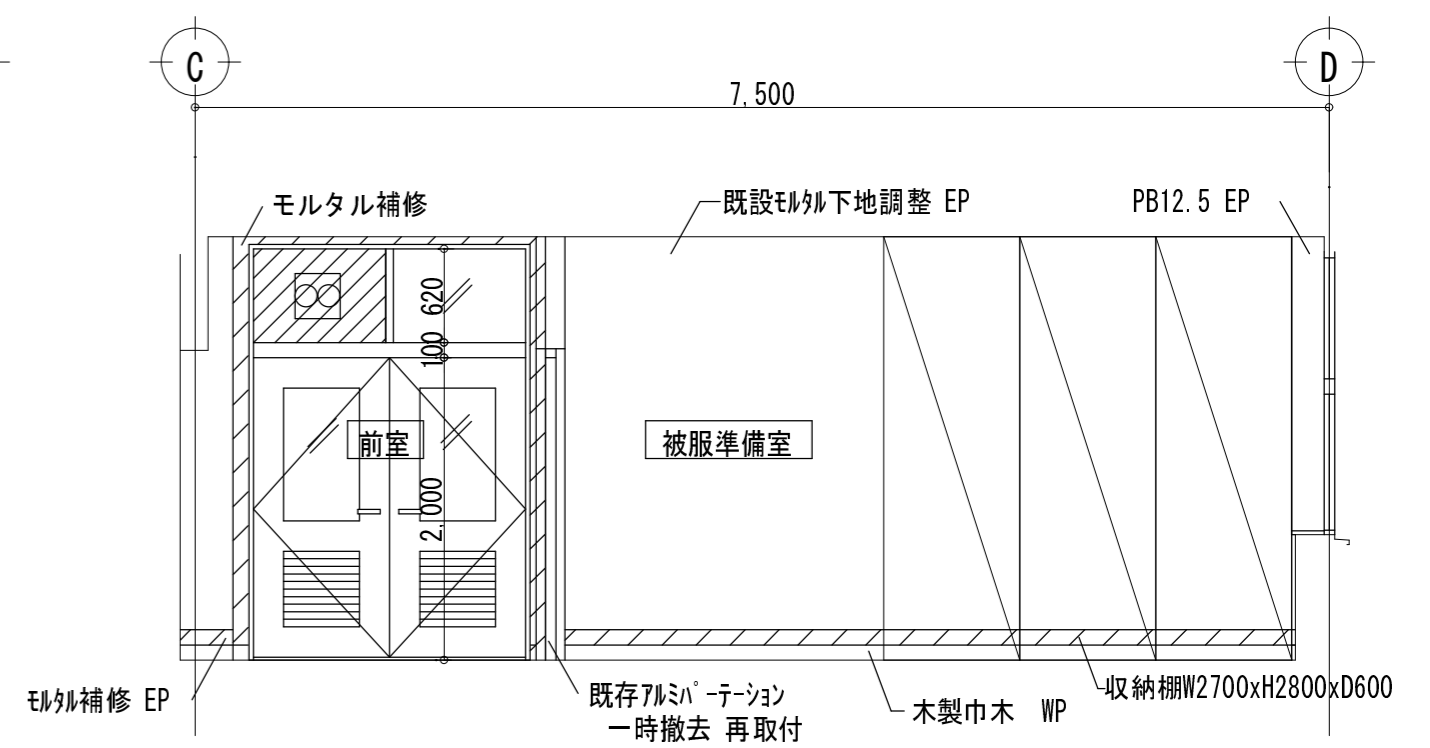 C
D
7,500
モルタル補修
既設ﾓﾙﾀﾙ下地調整 EP
PB12.5 EP
620
100
前室
被服準備室
2,000
ﾓﾙﾀﾙ補修 EP
既存ｱﾙﾐﾊﾟｰﾃｰｼｮﾝ
一時撤去 再取付
木製巾木 WP
収納棚W2700xH2800xD600